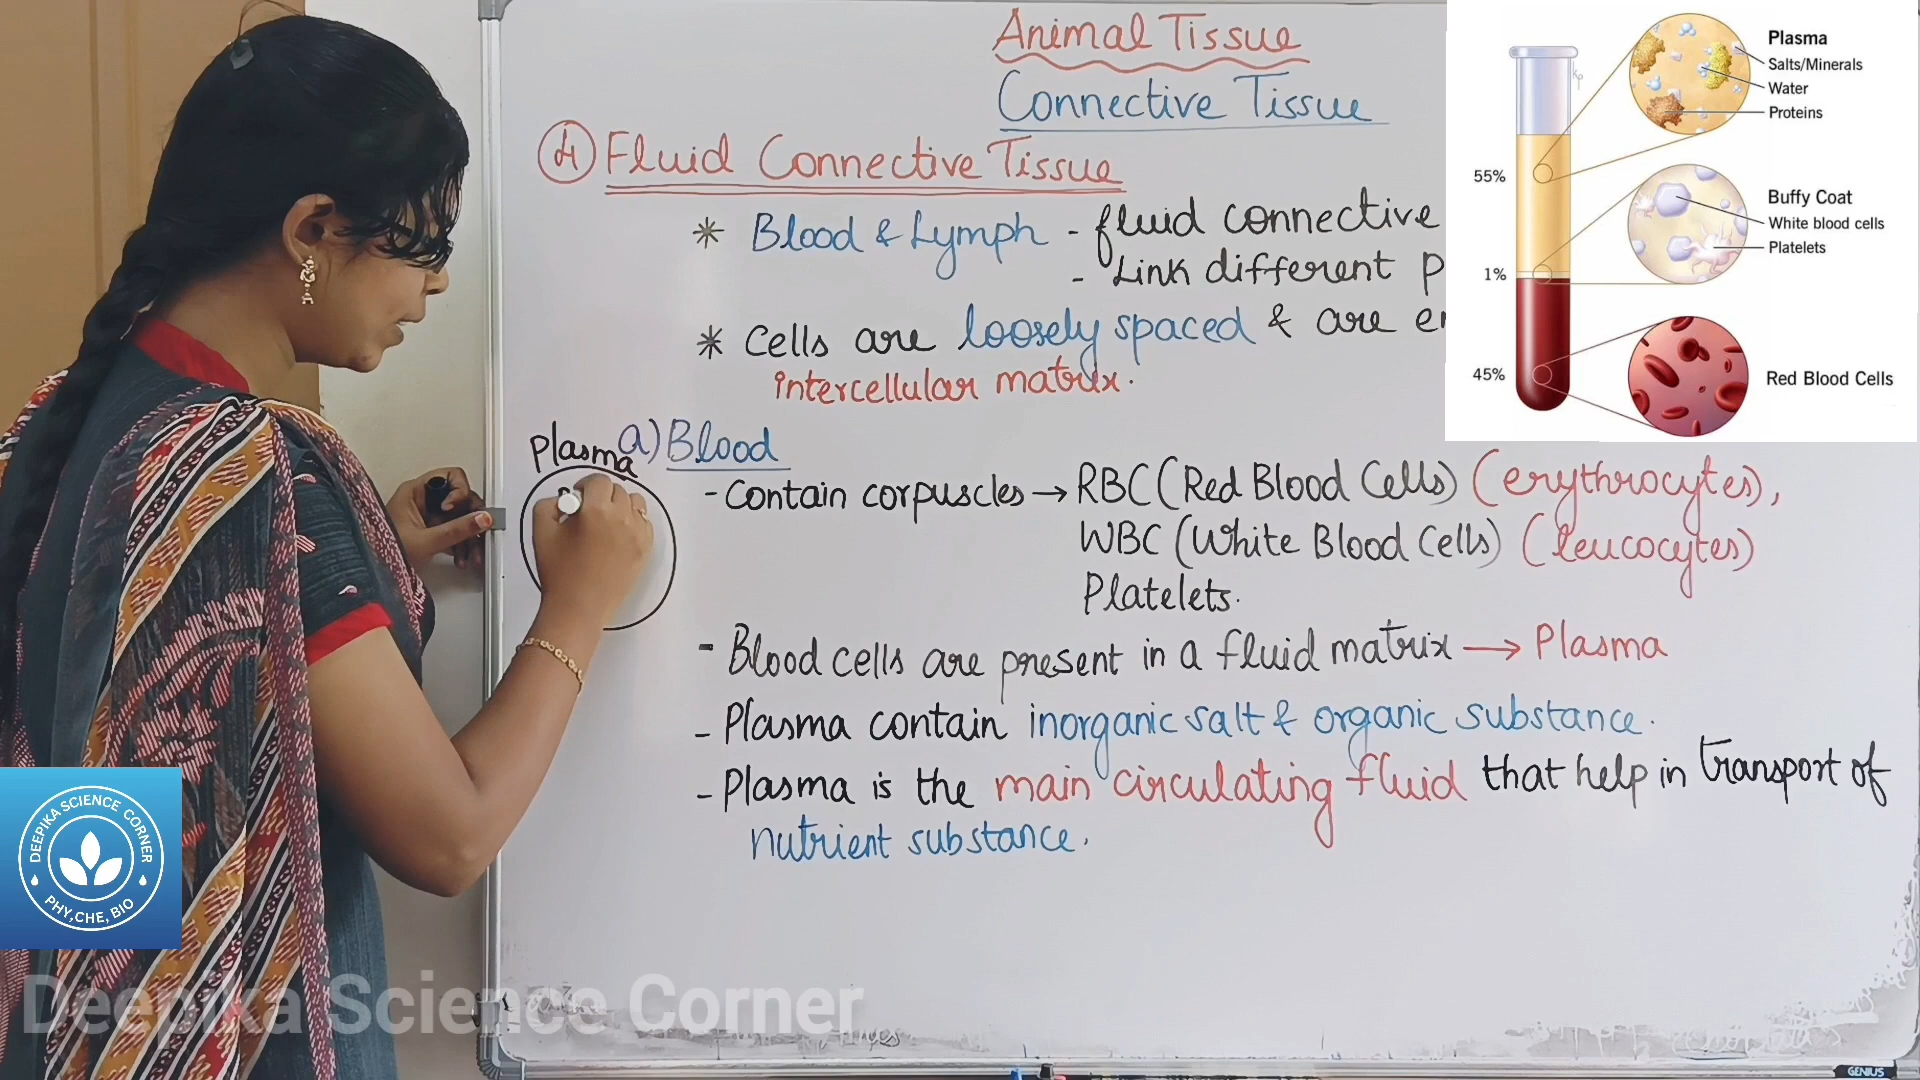 Animal Tissue
Connective Tissue
4 Fluid Connective Tissue
* Blood & Lymph - fluid connective
- Link different p
* Cells are loosely spaced & are
intercellular matrix.
Plasma
a) Blood
- Contain corpuscles → RBC (Red Blood Cells) (erythrocytes),
WBC (White Blood Cells) (leucocytes)
Platelets.
- Blood cells are present in a fluid matrix → Plasma
- Plasma contain inorganic salt & organic substance.
- Plasma is the main circulating fluid that help in transport of
nutrient substance.
Plasma
Salts/Minerals
Water
Proteins
55%
Buffy Coat
White blood cells
Platelets
1%
45%
Red Blood Cells
DEEPIKA SCIENCE CORNER
PHY,CHE, BIO
Deepika Science Corner
GENIUS